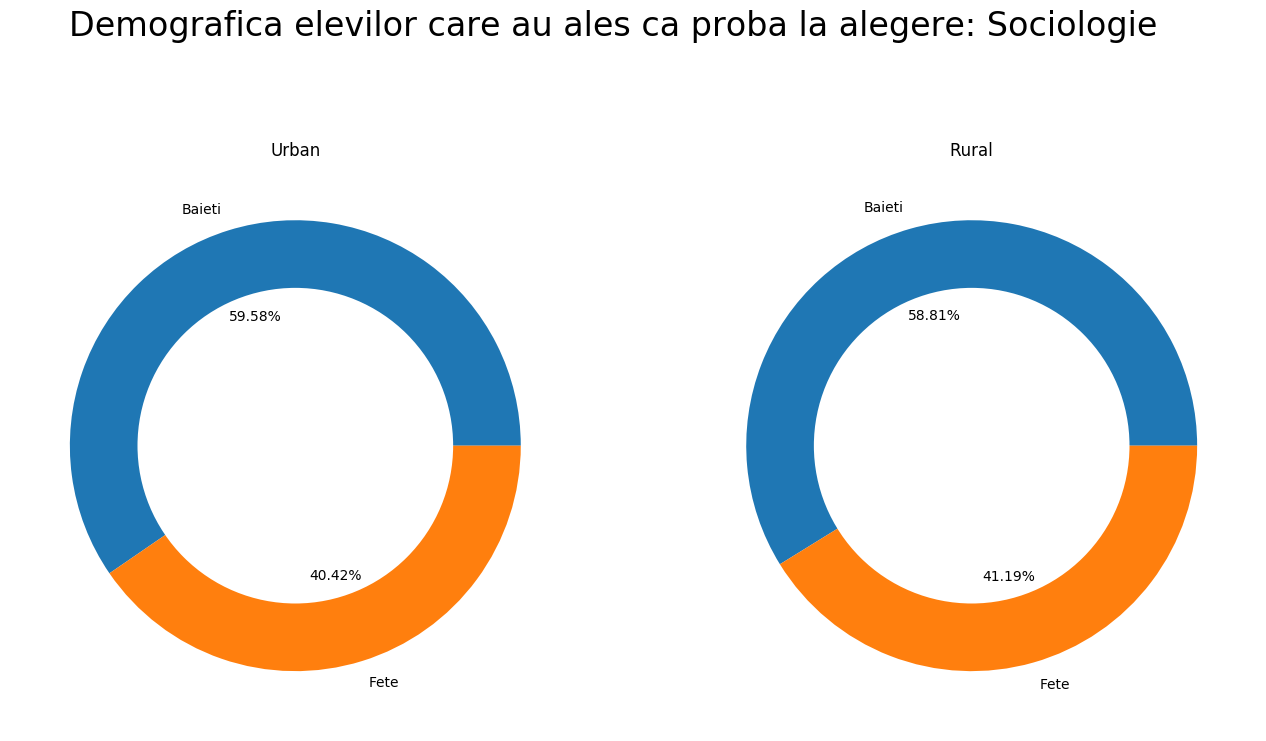 Demografica elevilor care au ales ca proba la alegere: Sociologie
Urban
Baieti
59.58%
40.42%
Fete
Rural
Baieti
58.81%
41.19%
Fete